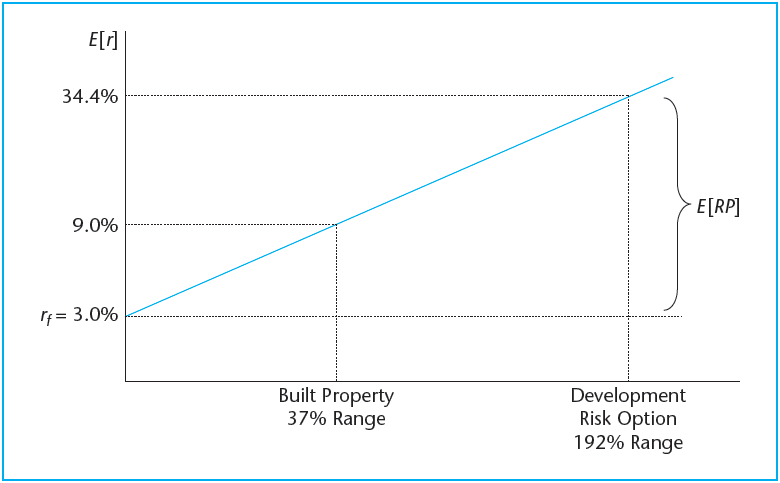 E[r]
34.4%
E[RP]
9.0%
rf = 3.0%
Built Property
37% Range
Development
Risk Option
192% Range